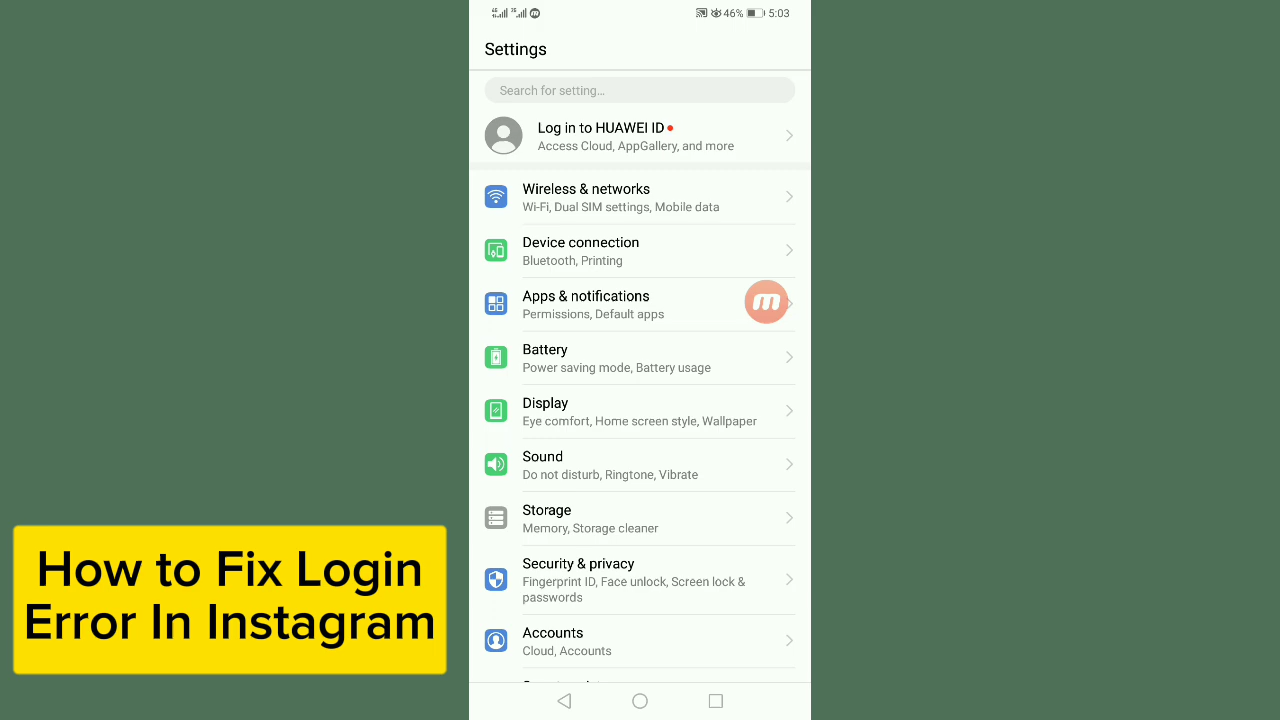 46% 5:03
Settings
Search for setting...
Log in to HUAWEI ID
Access Cloud, AppGallery, and more
Wireless & networks
Wi-Fi, Dual SIM settings, Mobile data
Device connection
Bluetooth, Printing
Apps & notifications
Permissions, Default apps
Battery
Power saving mode, Battery usage
Display
Eye comfort, Home screen style, Wallpaper
Sound
Do not disturb, Ringtone, Vibrate
Storage
Memory, Storage cleaner
Security & privacy
Fingerprint ID, Face unlock, Screen lock &
passwords
Accounts
Cloud, Accounts
How to Fix Login
Error In Instagram